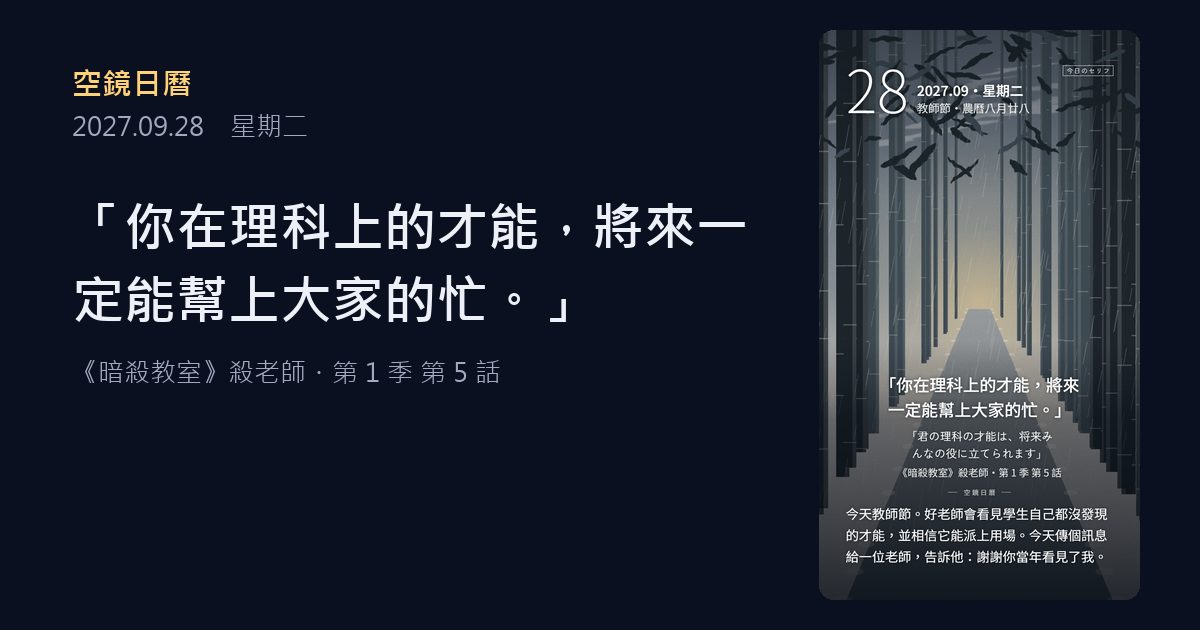 空鏡日曆
2027.09.28 星期二
「你在理科上的才能，將來一
定能幫上大家的忙。」
《暗殺教室》殺老師·第 1 季 第 5 話
28
2027.09·星期二
教師節·農曆八月廿八
今日のセリフ
「你在理科上的才能，將來
一定能幫上大家的忙。」
「君の理科の才能は、将来み
んなの役に立てられます」
《暗殺教室》殺老師·第 1 季 第 5 話
空鏡日曆
今天教師節。好老師會看見學生自己都沒發現
的才能，並相信它能派上用場。今天傳個訊息
給一位老師，告訴他：謝謝你當年看見了我。